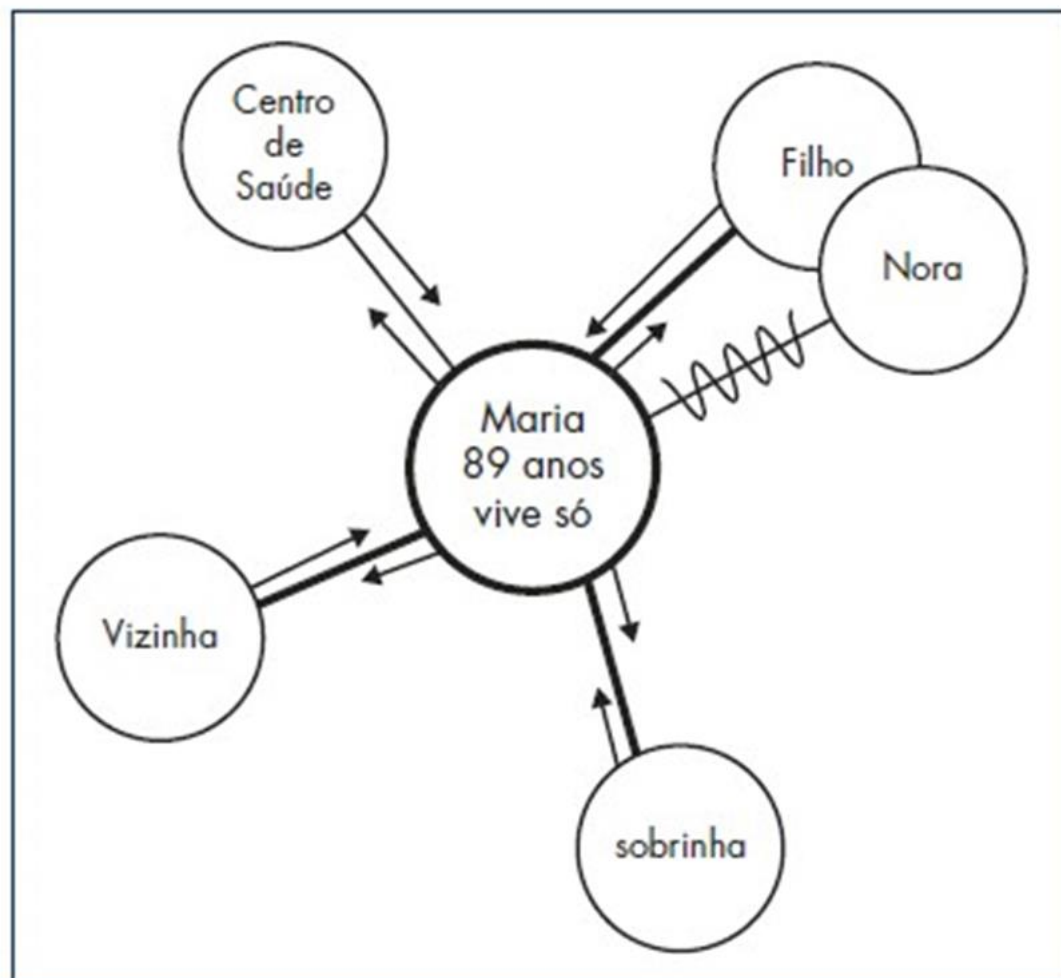 Centro
de
Saúde
Filho
Nora
Maria
89 anos
vive só
Vizinha
sobrinha